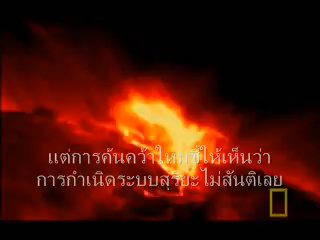 แต่การค้นคว้าใหม่ชี้ให้เห็นว่า
การกำเนิดระบบสุริยะไม่สันติเลย